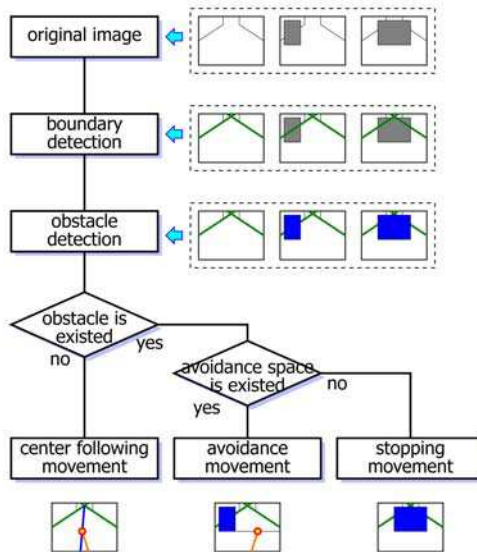 original image
boundary
detection
obstacle
detection
obstacle is
existed
no
yes
avoidance space
is existed
yes
no
center following
movement
avoidance
movement
stopping
movement